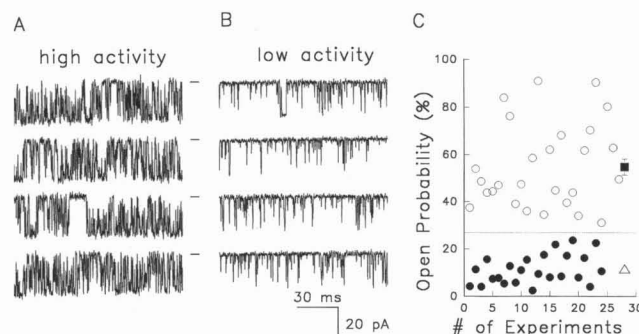 A
high activity
B
low activity
30 ms
20 pA
C
Open Probability (%)
100
80
60
40
20
0
0 5 10 15 20 25 30
# of Experiments